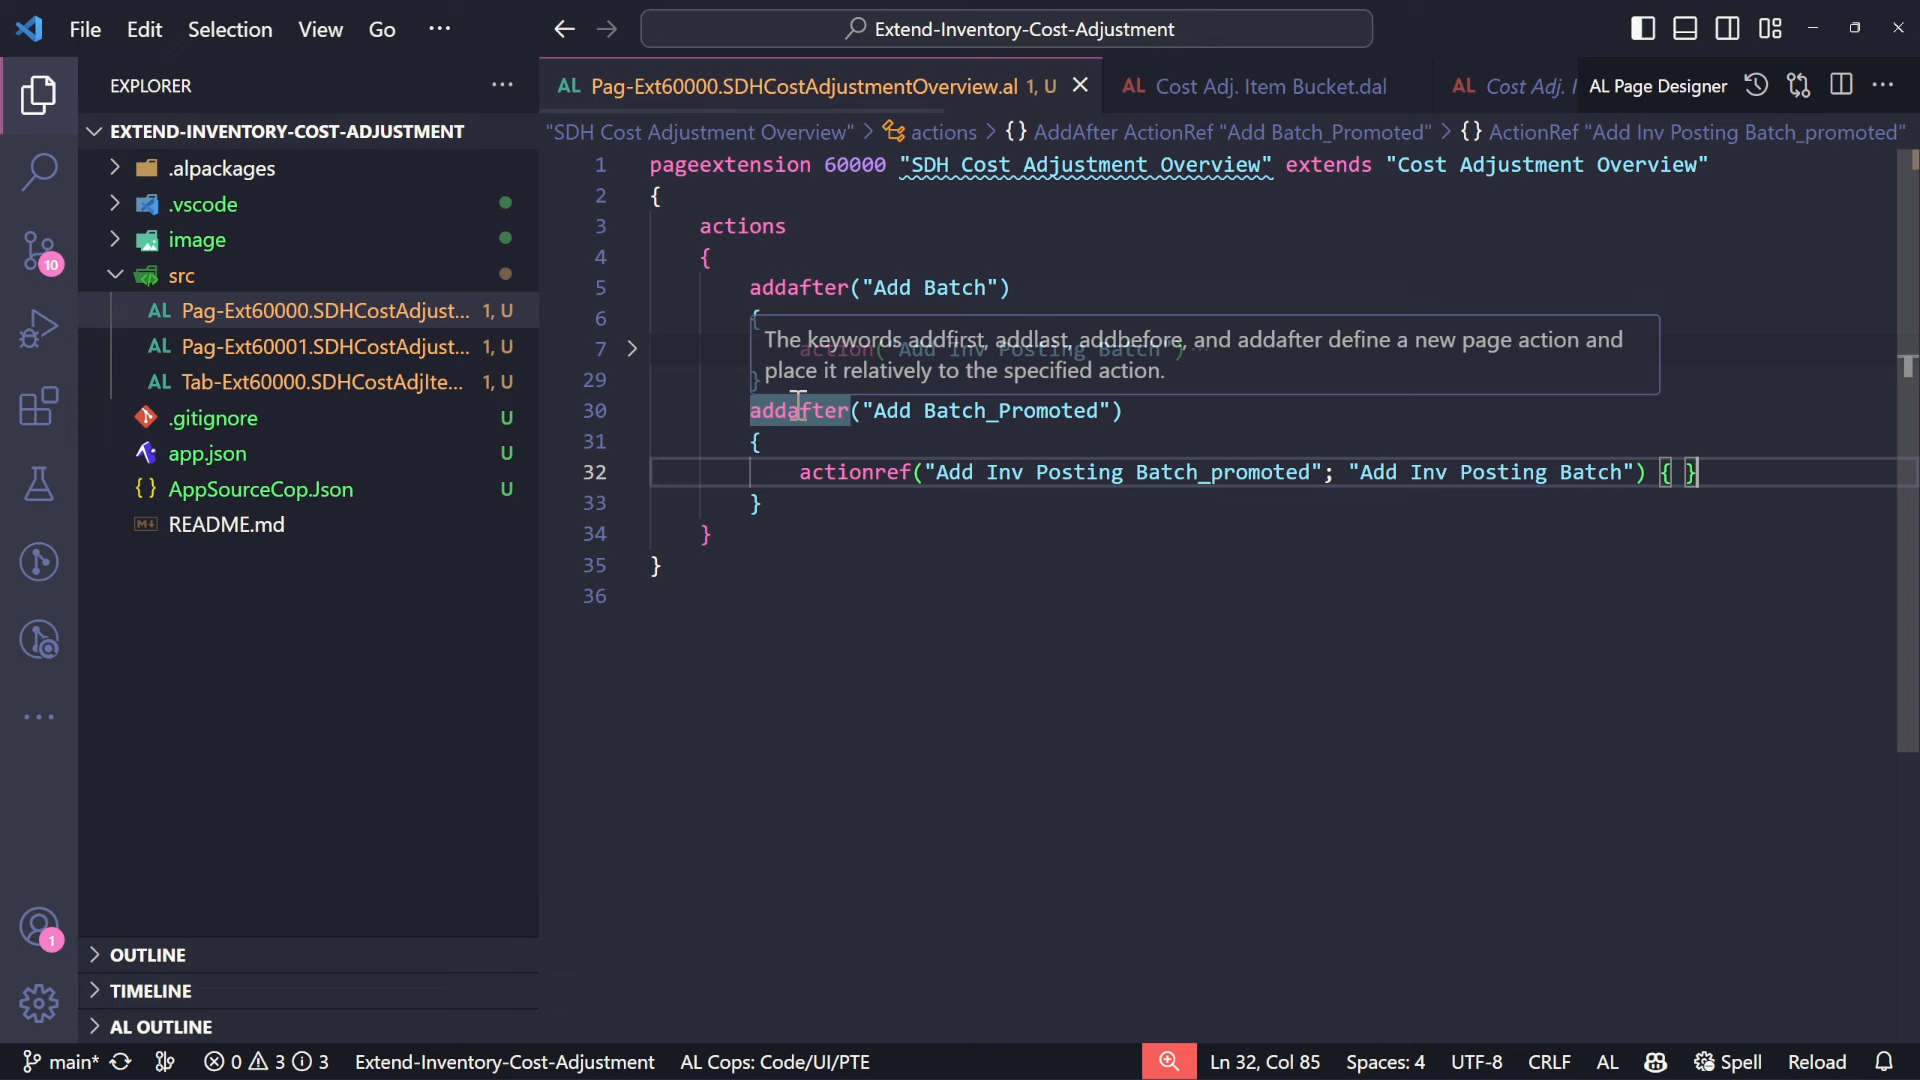 File Edit Selection View Go ···
Extend-Inventory-Cost-Adjustment
EXPLORER ···
EXTEND-INVENTORY-COST-ADJUSTMENT
.alpackages
.vscode
image
src
AL Pag-Ext60000.SDHCostAdjust... 1, U
AL Pag-Ext60001.SDHCostAdjust... 1, U
AL Tab-Ext60000.SDHCostAdjIte... 1, U
.gitignore U
app.json U
{} AppSourceCop.Json U
README.md
OUTLINE
TIMELINE
AL OUTLINE
10
1
AL Pag-Ext60000.SDHCostAdjustmentOverview.al 1, U
AL Cost Adj. Item Bucket.dal
AL Cost Adj. I
AL Page Designer
"SDH Cost Adjustment Overview" > actions > {} AddAfter ActionRef "Add Batch_Promoted" > {} ActionRef "Add Inv Posting Batch_promoted"
1 pageextension 60000 "SDH Cost Adjustment Overview" extends "Cost Adjustment Overview"
2 {
3 actions
4 {
5 addafter("Add Batch")
6 {
7 action("Add Inv Posting Batch") ···
The keywords addfirst, addlast, addbefore, and addafter define a new page action and
place it relatively to the specified action.
29 }
30 addafter("Add Batch_Promoted")
31 {
32 actionref("Add Inv Posting Batch_promoted"; "Add Inv Posting Batch") { }
33 }
34 }
35 }
36
main* 0 3 3 Extend-Inventory-Cost-Adjustment AL Cops: Code/UI/PTE Ln 32, Col 85 Spaces: 4 UTF-8 CRLF AL Spell Reload